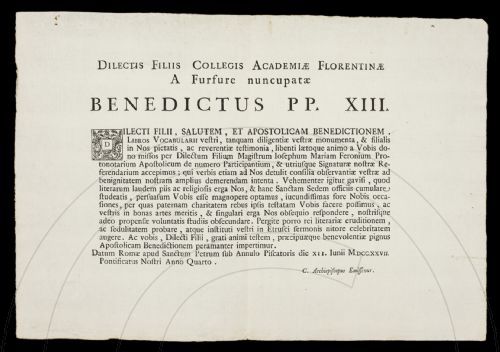 DILECTIS FILIIS COLLEGIS ACADEMIÆ FLORENTINÆ
A Furfure nuncupatæ
BENEDICTUS PP. XIII.
DILECTI FILII, SALUTEM, ET APOSTOLICAM BENEDICTIONEM.
LIBROS VOCABULARII vestri, tanquam diligentiæ vestræ monumenta, & filialis
in Nos pietatis, ac reverentiæ testimonia, libenti lætoque animo a Vobis do-
no missos per Dilectum Filium Magistrum Iosephum Mariam Feronium Pro-
tonotarium Apostolicum de numero Participantium, & utriusque Signaturæ nostræ Re-
ferendarium accepimus; qui verbis etiam ad Nos detulit consilia observantiæ vestræ ad
benignitatem nostram amplius demerendam intenta. Vehementer igitur gavisi, quod
literarum laudem piis ac religiosis erga Nos, & hanc Sanctam Sedem officiis cumulare
studeatis, persuasum Vobis esse magnopere optamus, iucundissimas fore Nobis occa-
siones, per quas paternam charitatem rebus ipsis testatam Vobis facere possimus, ac
vestris in bonas artes meritis, & singulari erga Nos obsequio respondere, nostrisque
adeo propense voluntatis studiis obsecundare. Pergite porro rei literariæ eruditionem,
ac sedulitatem probare, atque instituti vestri in Etrusci sermonis nitore celebritatem
augere. Ac vobis, Dilecti Filii, grati animi testem, præcipuæque benevolentiæ pignus
Apostolicam Benedictionem peramanter impertimur.
Datum Romæ apud Sanctum Petrum sub Annulo Piscatoris die XII. Iunii MDCCXXVII.
Pontificatus Nostri Anno Quarto.
C. Archiepiscopus Emissenus.